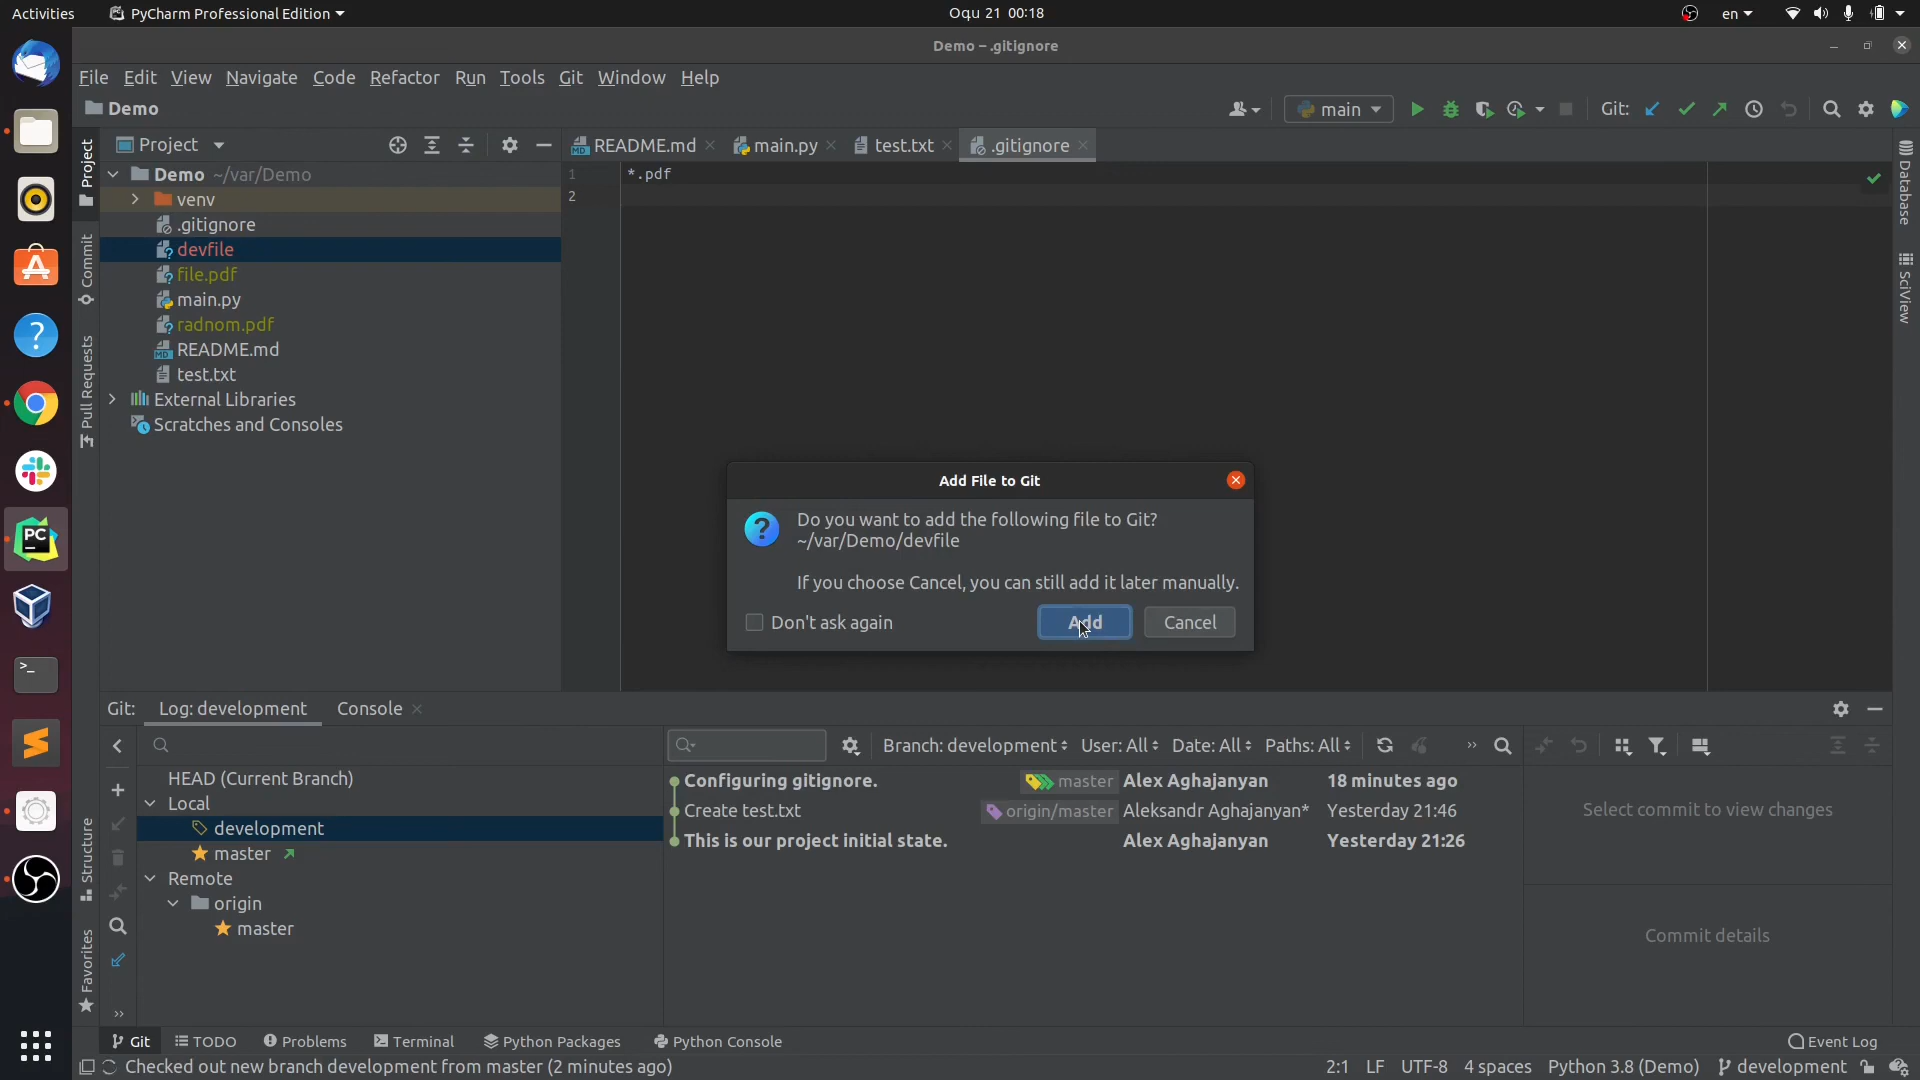 Activities
PyCharm Professional Edition
Օգս 21 00:18
en
Demo – .gitignore
File Edit View Navigate Code Refactor Run Tools Git Window Help
Demo
main
Git:
Project
README.md
main.py
test.txt
.gitignore
Demo ~/var/Demo
venv
.gitignore
devfile
file.pdf
main.py
radnom.pdf
README.md
test.txt
External Libraries
Scratches and Consoles
1
*.pdf
2
Project
Commit
Pull Requests
Structure
Favorites
Database
SciView
Add File to Git
Do you want to add the following file to Git?
~/var/Demo/devfile
If you choose Cancel, you can still add it later manually.
Don't ask again
Add
Cancel
Git:
Log: development
Console
Branch: development
User: All
Date: All
Paths: All
HEAD (Current Branch)
Local
development
master
Remote
origin
master
Configuring gitignore. master Alex Aghajanyan 18 minutes ago
Create test.txt origin/master Aleksandr Aghajanyan* Yesterday 21:46
This is our project initial state. Alex Aghajanyan Yesterday 21:26
Select commit to view changes
Commit details
Git
TODO
Problems
Terminal
Python Packages
Python Console
Event Log
Checked out new branch development from master (2 minutes ago)
2:1 LF UTF-8 4 spaces Python 3.8 (Demo) development